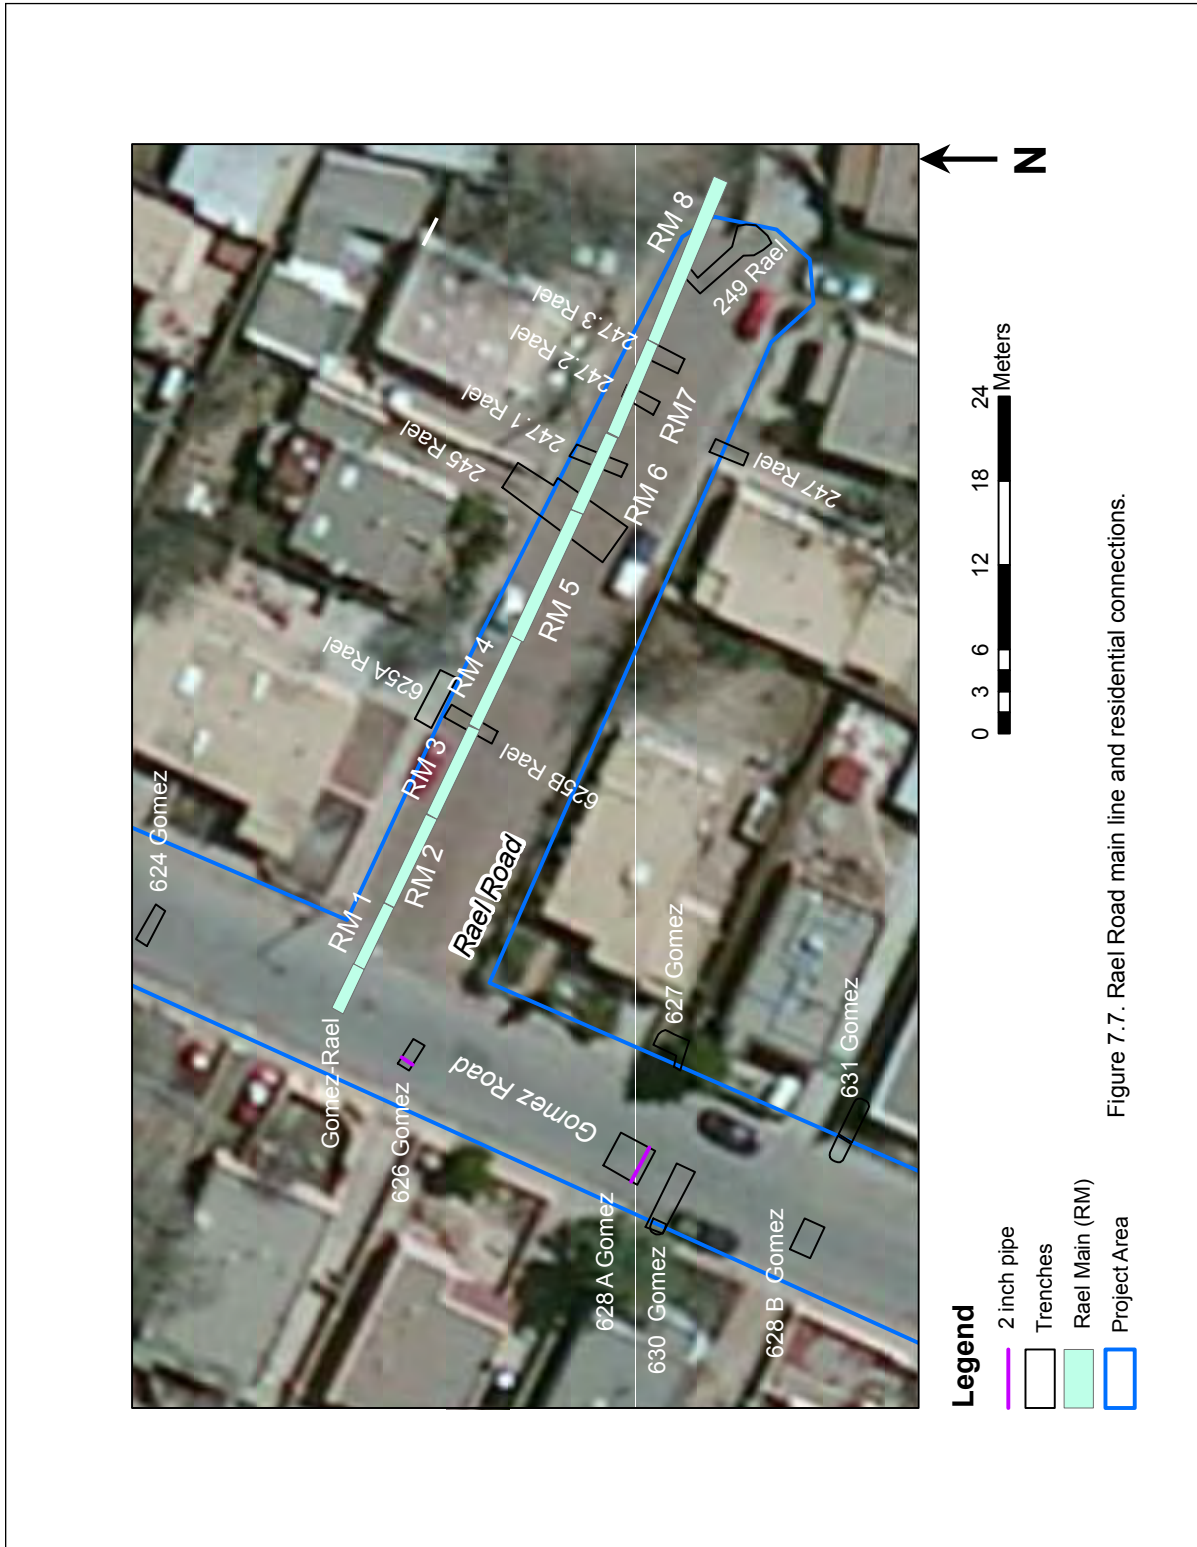 624 Gomez
RM 1
Gomez-Rael
RM 2
RM 3
RM 4
625A Rael
625B Rael
RM 5
245 Rael
RM 6
247.1 Rael
247.2 Rael
247.3 Rael
RM7
RM 8
249 Rael
247 Rael
Rael Road
626 Gomez
Gomez Road
627 Gomez
628 A Gomez
630 Gomez
628 B Gomez
631 Gomez
N
0 3 6 12 18 24
Meters
Legend
2 inch pipe
Trenches
Rael Main (RM)
Project Area
Figure 7.7. Rael Road main line and residential connections.